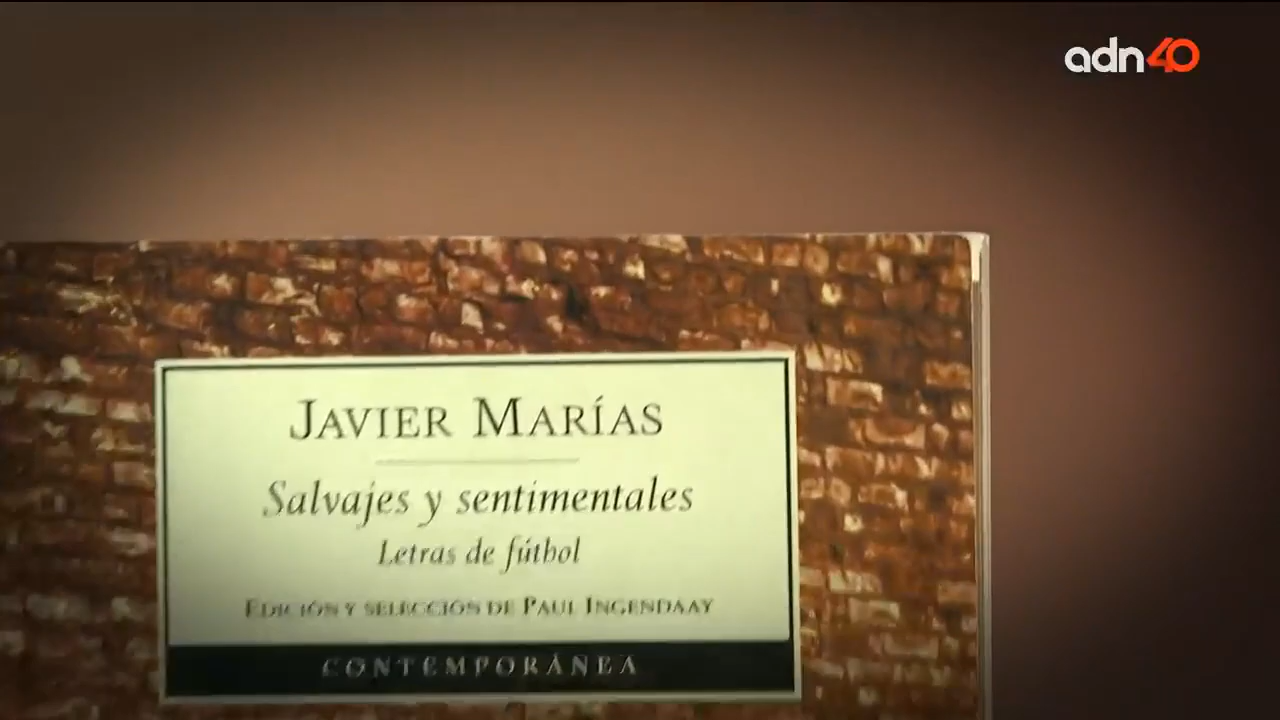 adn40
JAVIER MARÍAS
Salvajes y sentimentales
Letras de fútbol
EDICIÓN Y SELECCIÓN DE PAUL INGENDAAY
CONTEMPORÁNEA